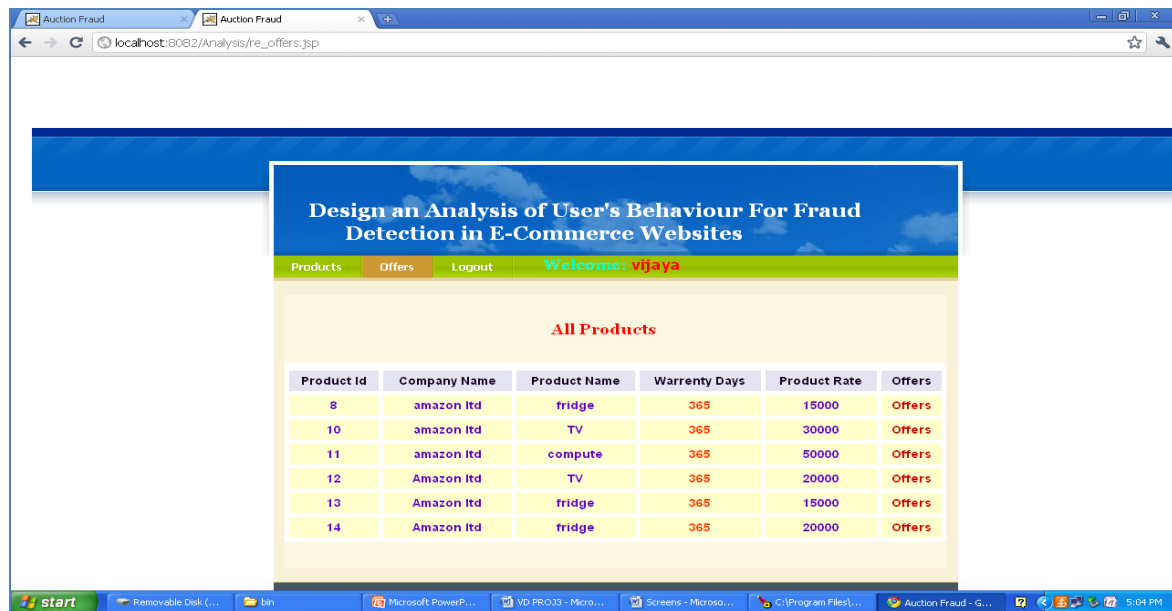 Auction Fraud
Auction Fraud
localhost:8082/Analysis/re_offers.jsp
Design an Analysis of User's Behaviour For Fraud
Detection in E-Commerce Websites
Products Offers Logout Welcome: vijaya
All Products
Product Id Company Name Product Name Warrenty Days Product Rate Offers
8 amazon ltd fridge 365 15000 Offers
10 amazon ltd TV 365 30000 Offers
11 amazon ltd compute 365 50000 Offers
12 Amazon ltd TV 365 20000 Offers
13 Amazon ltd fridge 365 15000 Offers
14 Amazon ltd fridge 365 20000 Offers
start Removable Disk (... bin Microsoft PowerP... VD PROJ3 - Micro... Screens - Microso... C:\Program Files\... Auction Fraud - G... 5:04 PM